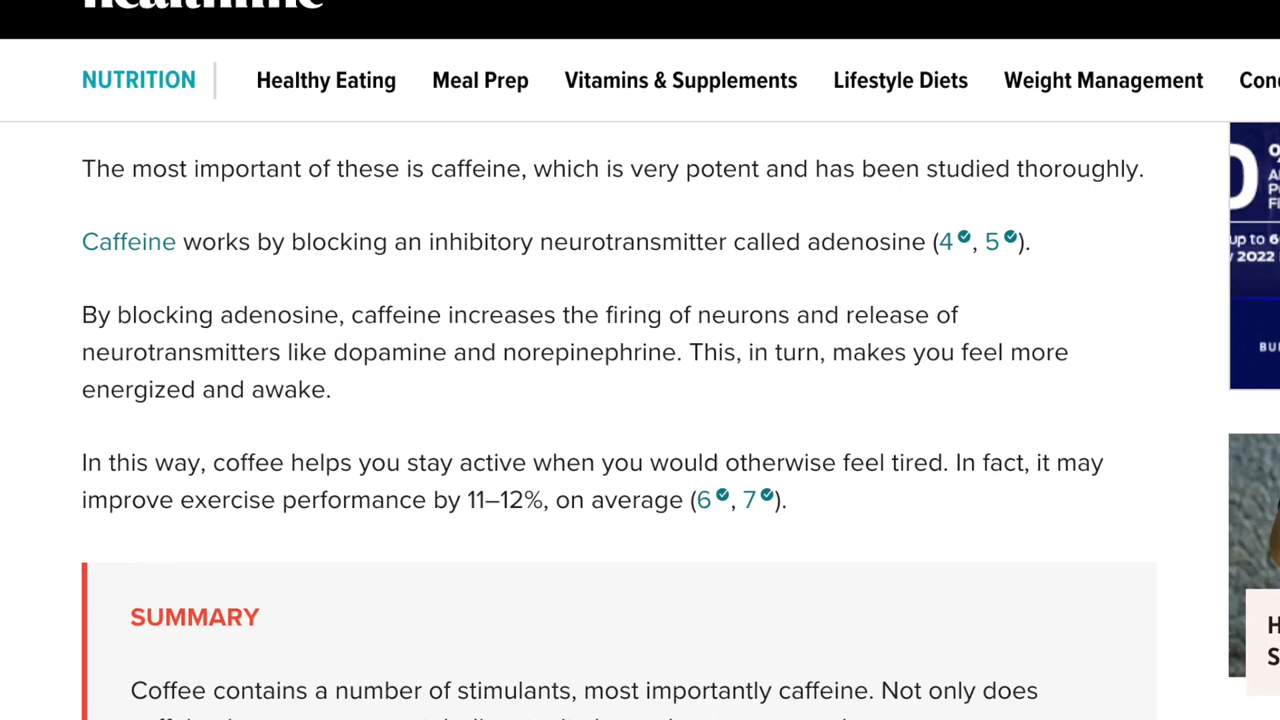 healthline
NUTRITION
Healthy Eating
Meal Prep
Vitamins & Supplements
Lifestyle Diets
Weight Management
The most important of these is caffeine, which is very potent and has been studied thoroughly.
Caffeine works by blocking an inhibitory neurotransmitter called adenosine (4, 5).
By blocking adenosine, caffeine increases the firing of neurons and release of
neurotransmitters like dopamine and norepinephrine. This, in turn, makes you feel more
energized and awake.
In this way, coffee helps you stay active when you would otherwise feel tired. In fact, it may
improve exercise performance by 11–12%, on average (6, 7).
SUMMARY
Coffee contains a number of stimulants, most importantly caffeine. Not only does
up to 6
2022